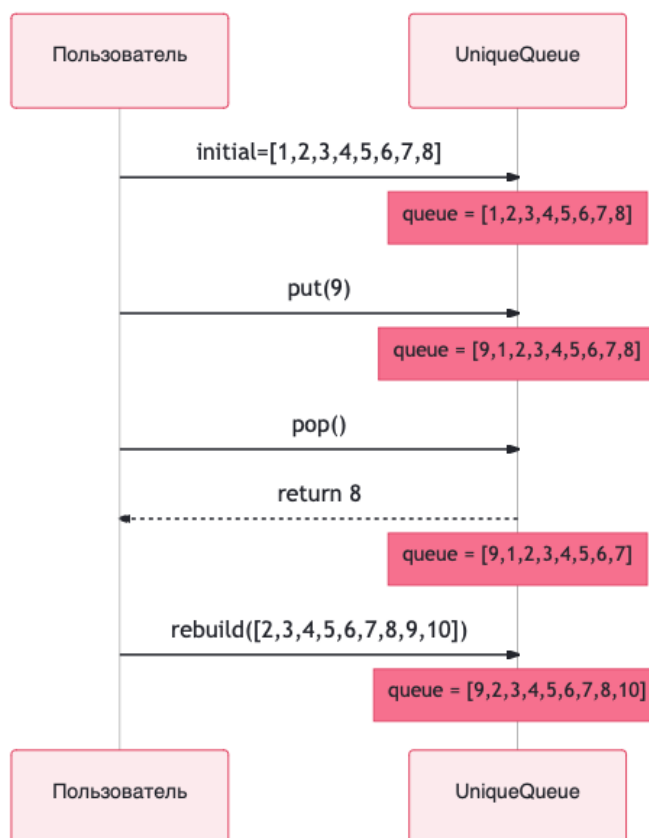 Пользователь
UniqueQueue
initial=[1,2,3,4,5,6,7,8]
queue = [1,2,3,4,5,6,7,8]
put(9)
queue = [9,1,2,3,4,5,6,7,8]
pop()
return 8
queue = [9,1,2,3,4,5,6,7]
rebuild([2,3,4,5,6,7,8,9,10])
queue = [9,2,3,4,5,6,7,8,10]
Пользователь
UniqueQueue